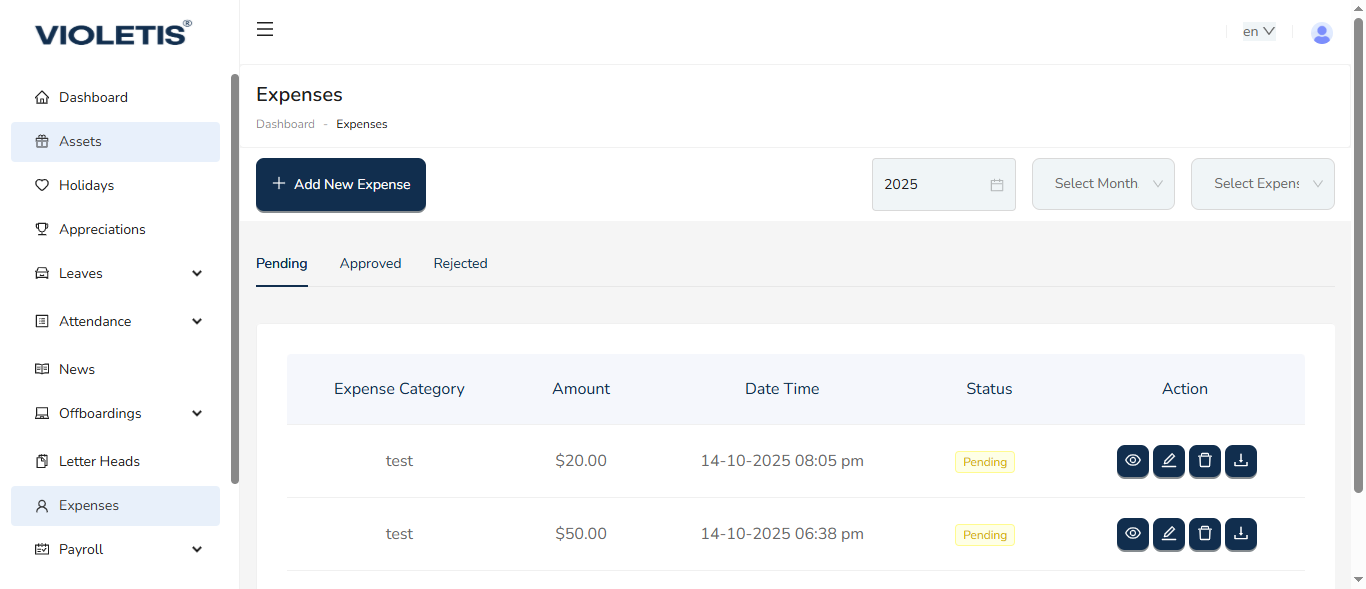 VIOLETIS®
en
Dashboard
Assets
Holidays
Appreciations
Leaves
Attendance
News
Offboardings
Letter Heads
Expenses
Payroll
Expenses
Dashboard - Expenses
+ Add New Expense
2025
Select Month
Select Expens
Pending Approved Rejected
Expense Category Amount Date Time Status Action
test $20.00 14-10-2025 08:05 pm Pending
test $50.00 14-10-2025 06:38 pm Pending